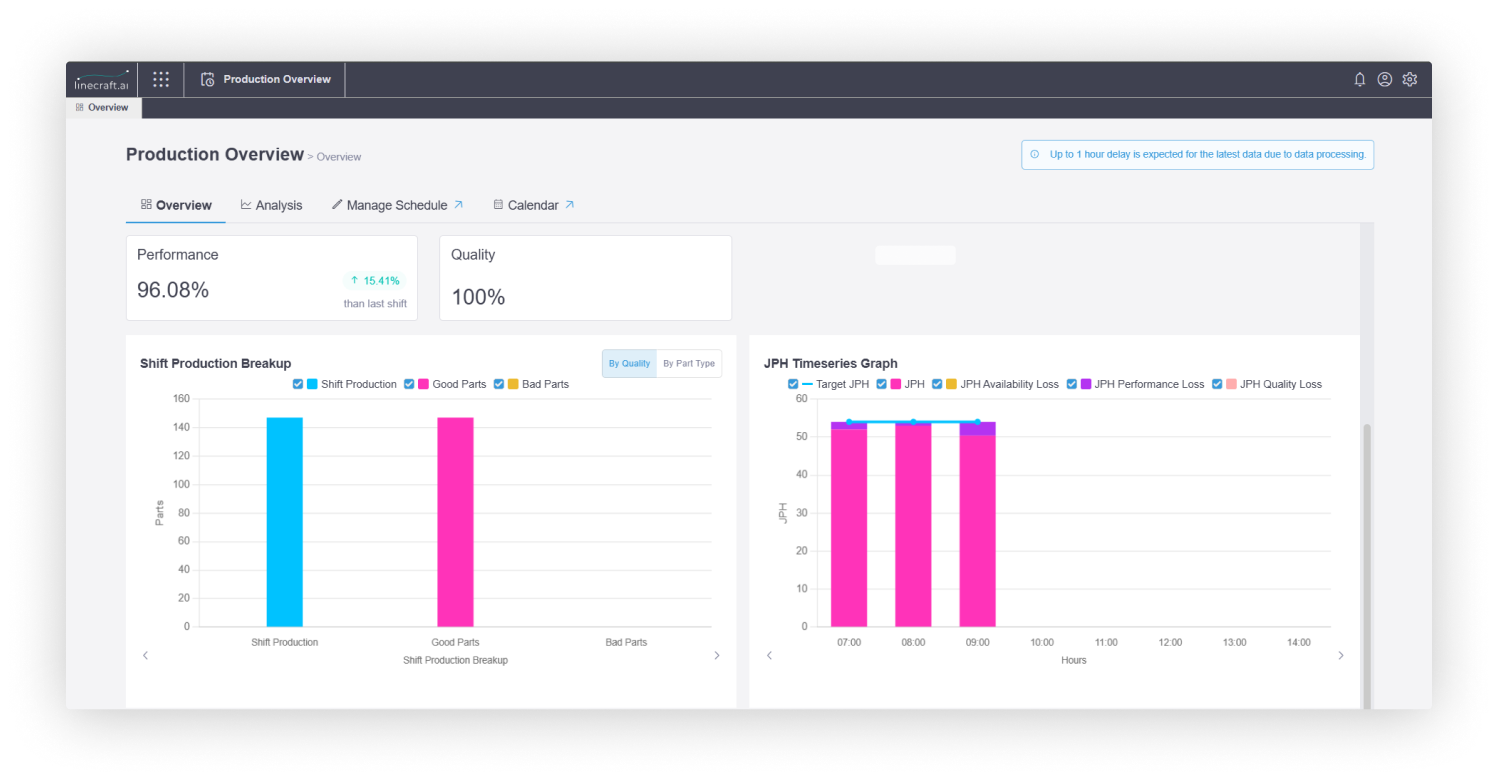 linecraft.ai
Production Overview
Overview
Production Overview > Overview
Up to 1 hour delay is expected for the latest data due to data processing.
Overview Analysis Manage Schedule Calendar
Performance
96.08%
↑ 15.41%
than last shift
Quality
100%
Shift Production Breakup
By Quality By Part Type
Shift Production Good Parts Bad Parts
160
140
120
100
80
60
40
20
0
Parts
Shift Production Good Parts Bad Parts
Shift Production Breakup
JPH Timeseries Graph
Target JPH JPH JPH Availability Loss JPH Performance Loss JPH Quality Loss
60
50
40
30
20
10
0
JPH
07:00 08:00 09:00 10:00 11:00 12:00 13:00 14:00
Hours